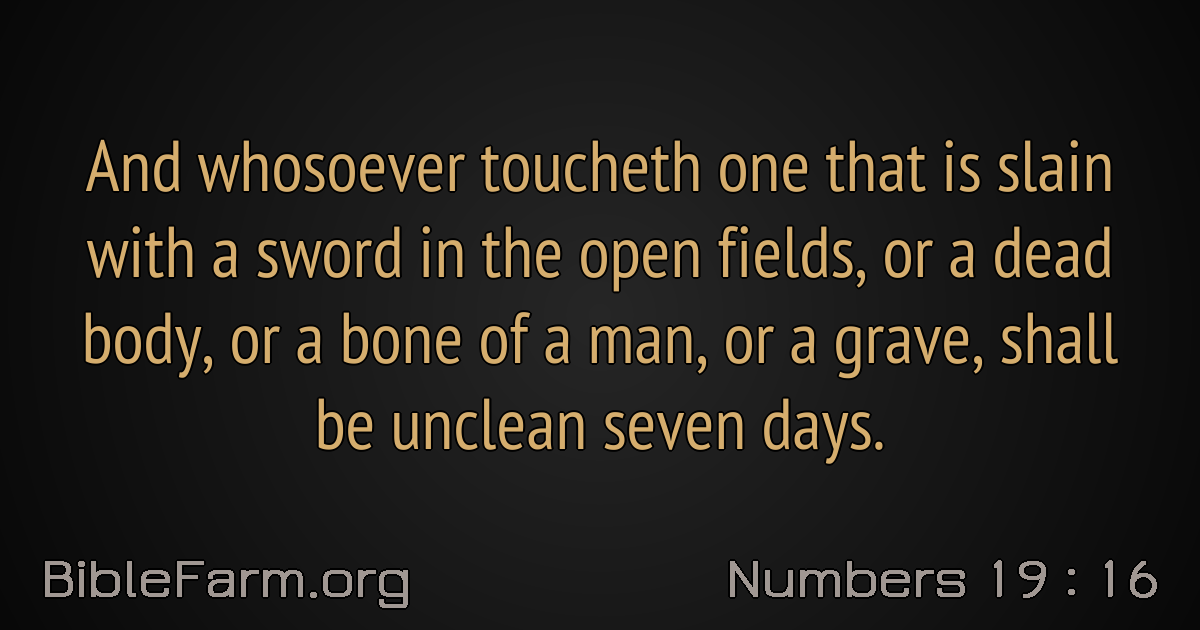 And whosoever toucheth one that is slain
with a sword in the open fields, or a dead
body, or a bone of a man, or a grave, shall
be unclean seven days.
BibleFarm.org
Numbers 19 : 16